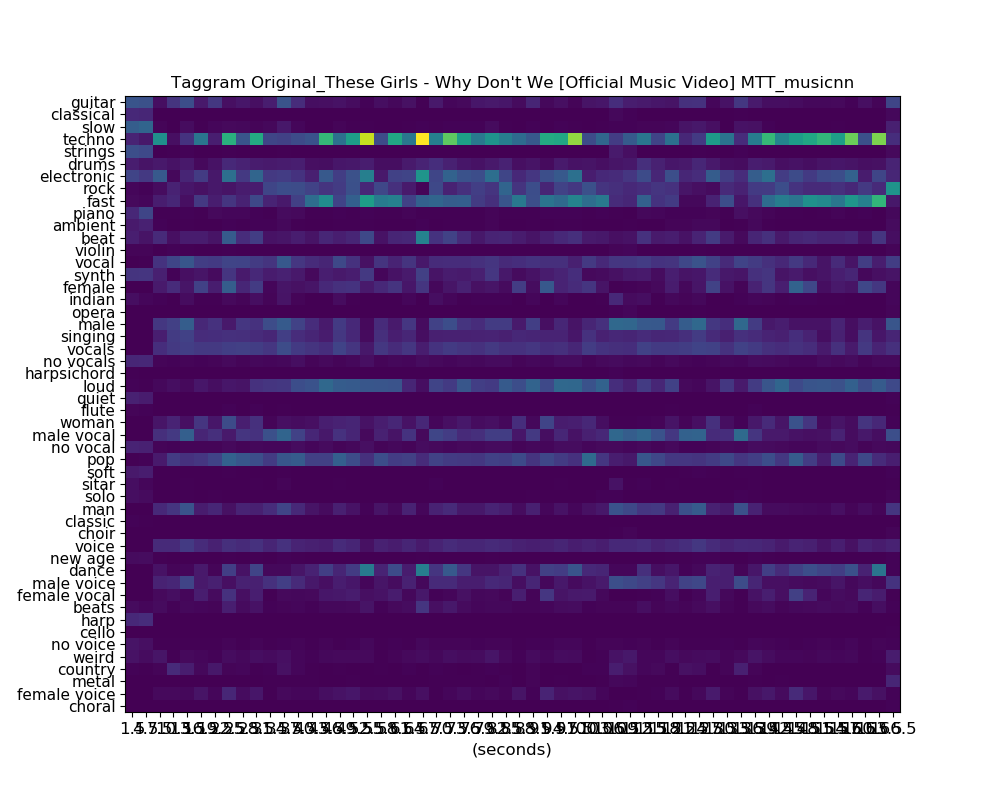 Taggram Original_These Girls - Why Don't We [Official Music Video] MTT_musicnn
guitar
classical
slow
techno
strings
drums
electronic
rock
fast
piano
ambient
beat
violin
vocal
synth
female
indian
opera
male
singing
vocals
no vocals
harpsichord
loud
quiet
flute
woman
male vocal
no vocal
pop
soft
sitar
solo
man
classic
choir
voice
new age
dance
male voice
female vocal
beats
harp
cello
no voice
weird
country
metal
female voice
choral
(seconds)